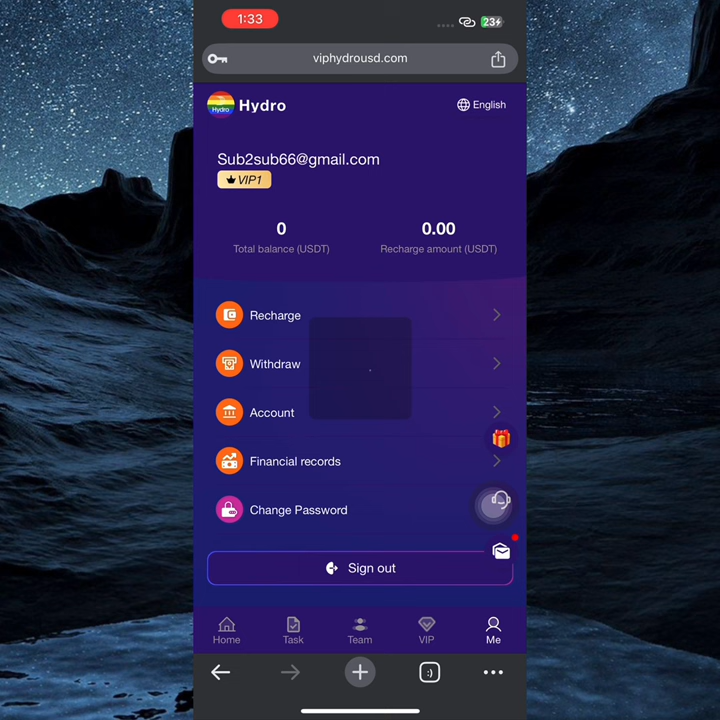 1:33
23
viphydrousd.com
Hydro
Hydro
English
Sub2sub66@gmail.com
VIP1
0
0.00
Total balance (USDT)
Recharge amount (USDT)
Recharge
Withdraw
Account
Financial records
Change Password
Sign out
Home
Task
Team
VIP
Me
:)